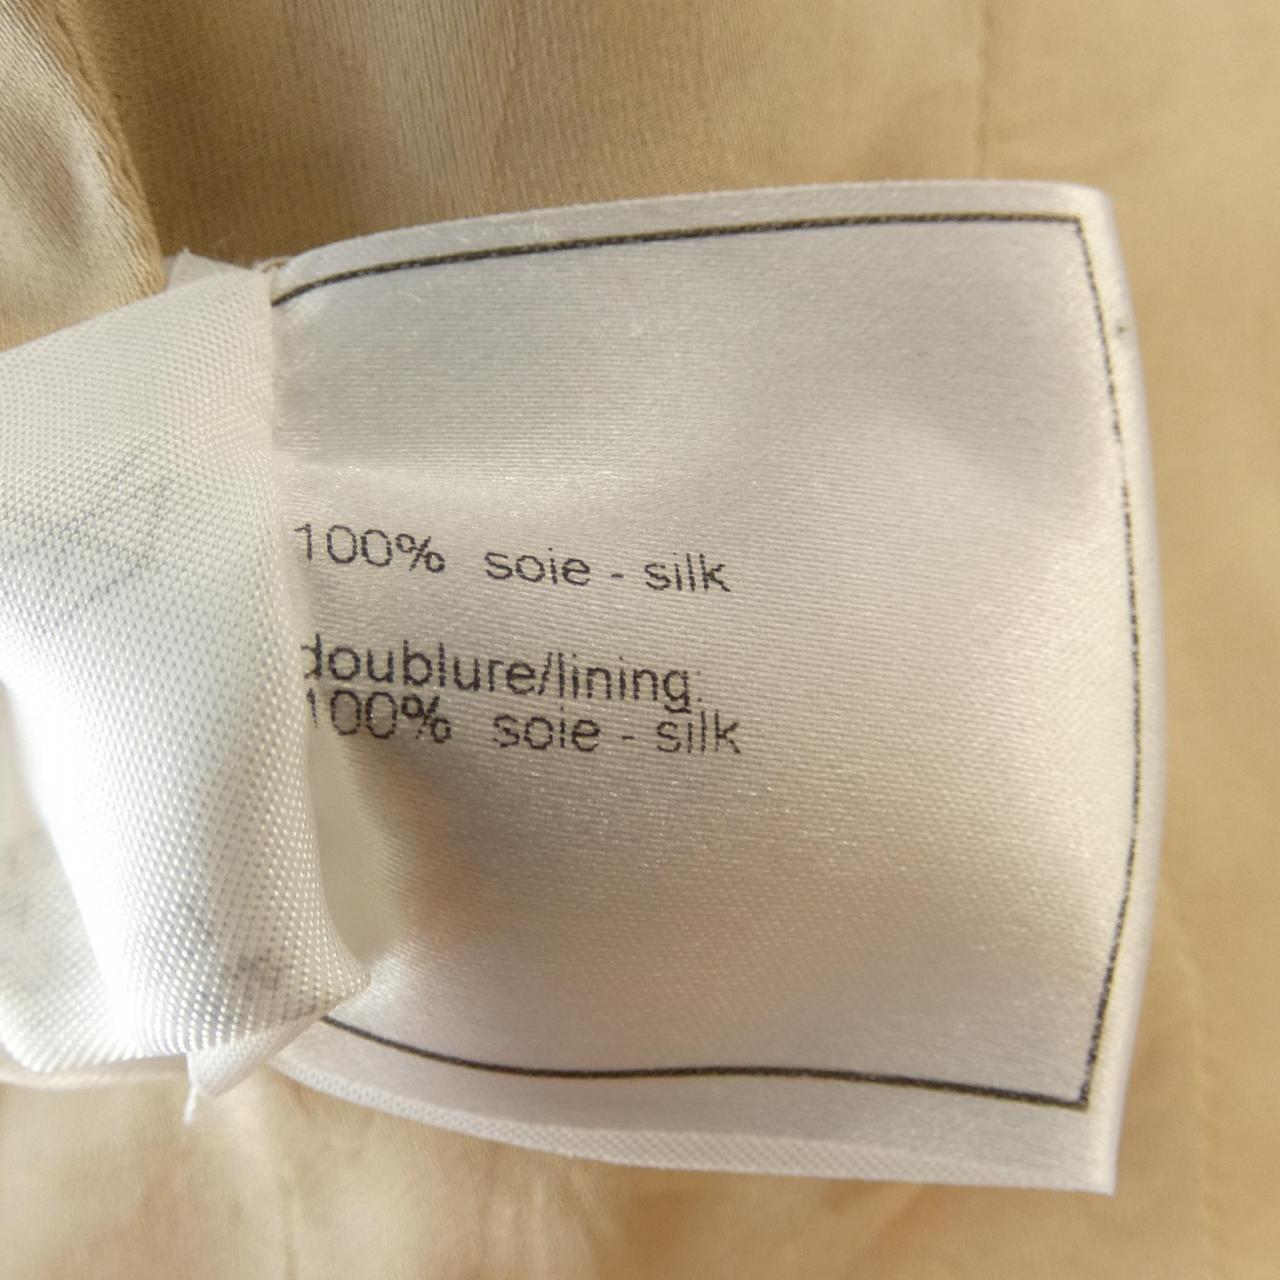 100% soie - silk
doublure/lining:
100% soie - silk